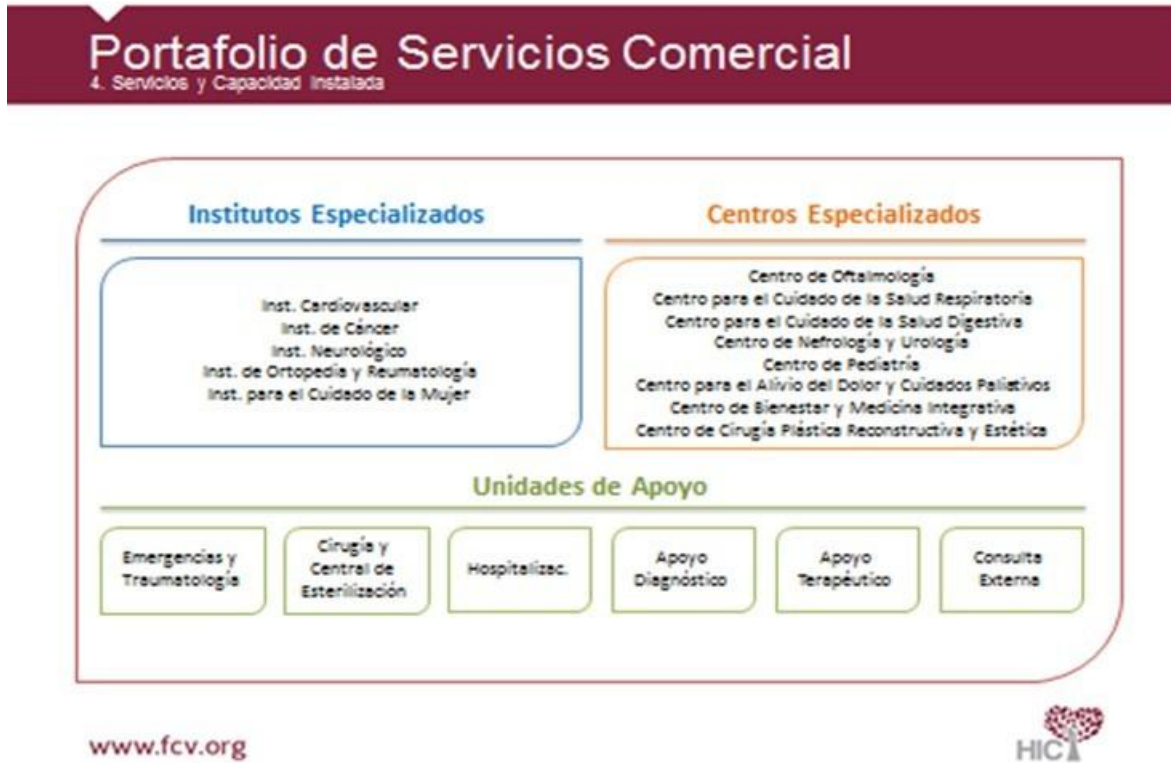 Portafolio de Servicios Comercial
4. Servicios y Capacidad Instalada
Institutos Especializados
Inst. Cardiovascular
Inst. de Cáncer
Inst. Neurológico
Inst. de Ortopedia y Reumatología
Inst. para el Cuidado de la Mujer
Centros Especializados
Centro de Oftalmología
Centro para el Cuidado de la Salud Respiratoria
Centro para el Cuidado de la Salud Digestiva
Centro de Nefrología y Urología
Centro de Pediatría
Centro para el Alivio del Dolor y Cuidados Paliativos
Centro de Bienestar y Medicina Integrativa
Centro de Cirugía Plástica Reconstructiva y Estética
Unidades de Apoyo
Emergencias y
Traumatología
Cirugía y
Central de
Esterilización
Hospitalizac.
Apoyo
Diagnóstico
Apoyo
Terapéutico
Consulta
Externa
www.fcv.org
HIC